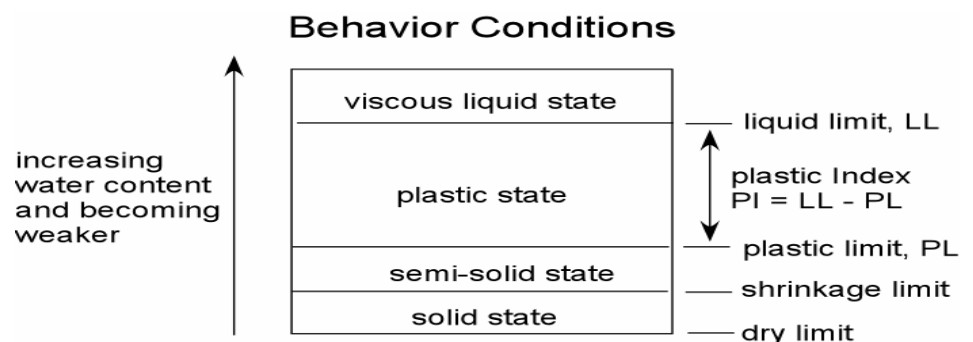 Behavior Conditions
viscous liquid state
liquid limit, LL
increasing
water content
and becoming
weaker
plastic state
plastic Index
PI = LL - PL
plastic limit, PL
semi-solid state
shrinkage limit
solid state
dry limit